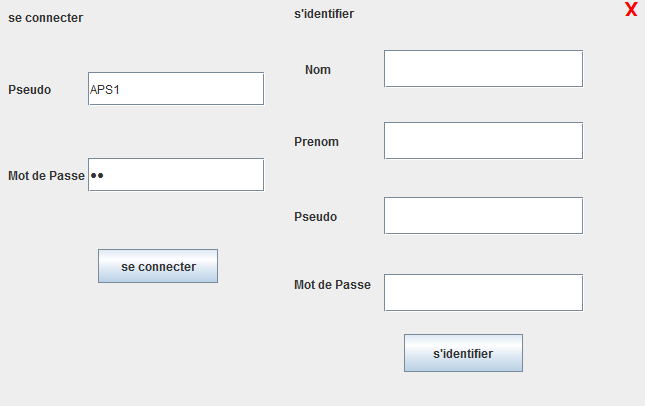 se connecter
Pseudo
APS1
Mot de Passe
••
se connecter
s'identifier
X
Nom
Prenom
Pseudo
Mot de Passe
s'identifier